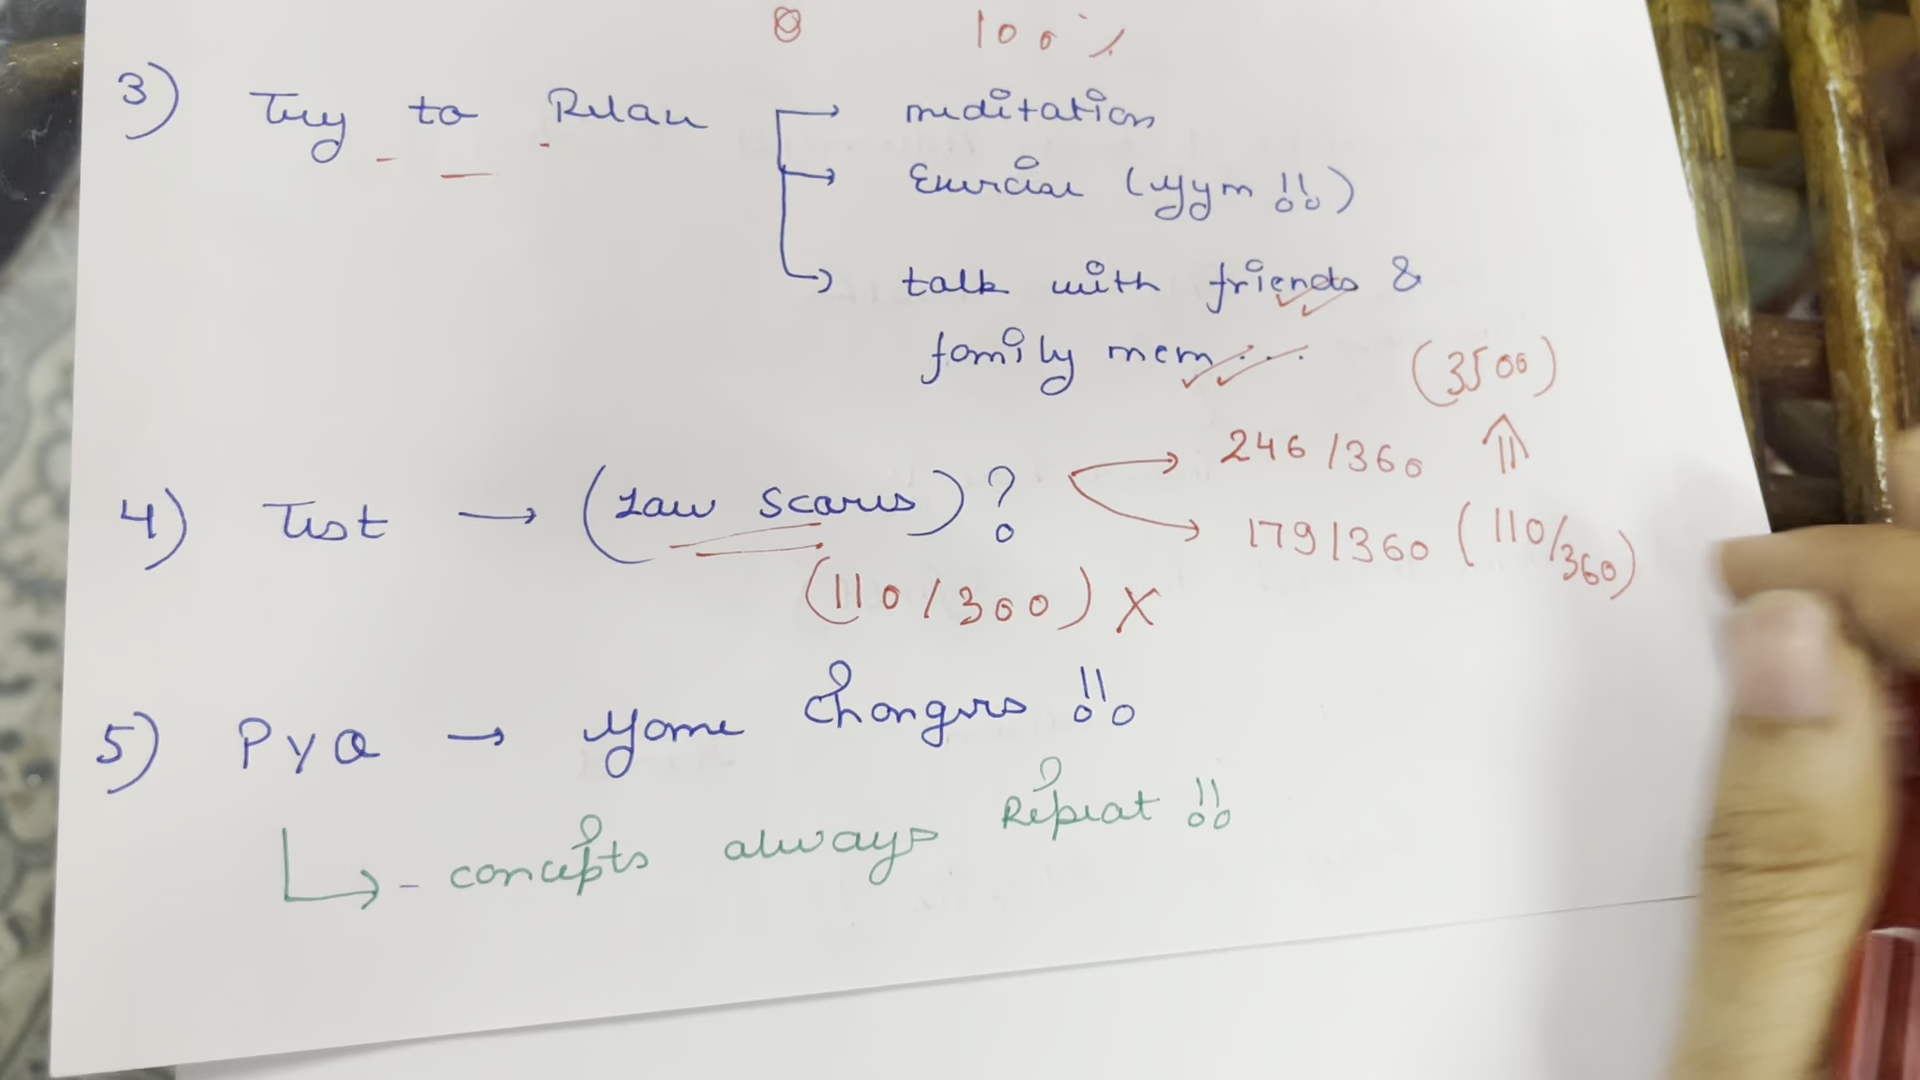 100%
3) Try to Relax → meditation
→ Exercise (Gym !!)
→ talk with friends &
family mem...
(3500)
246/360
4) Test → (Low Scores) ?
179/360 (110/360)
(110/300) X
5) PYQ → Game Changers !!
→ - concepts always Repeat !!